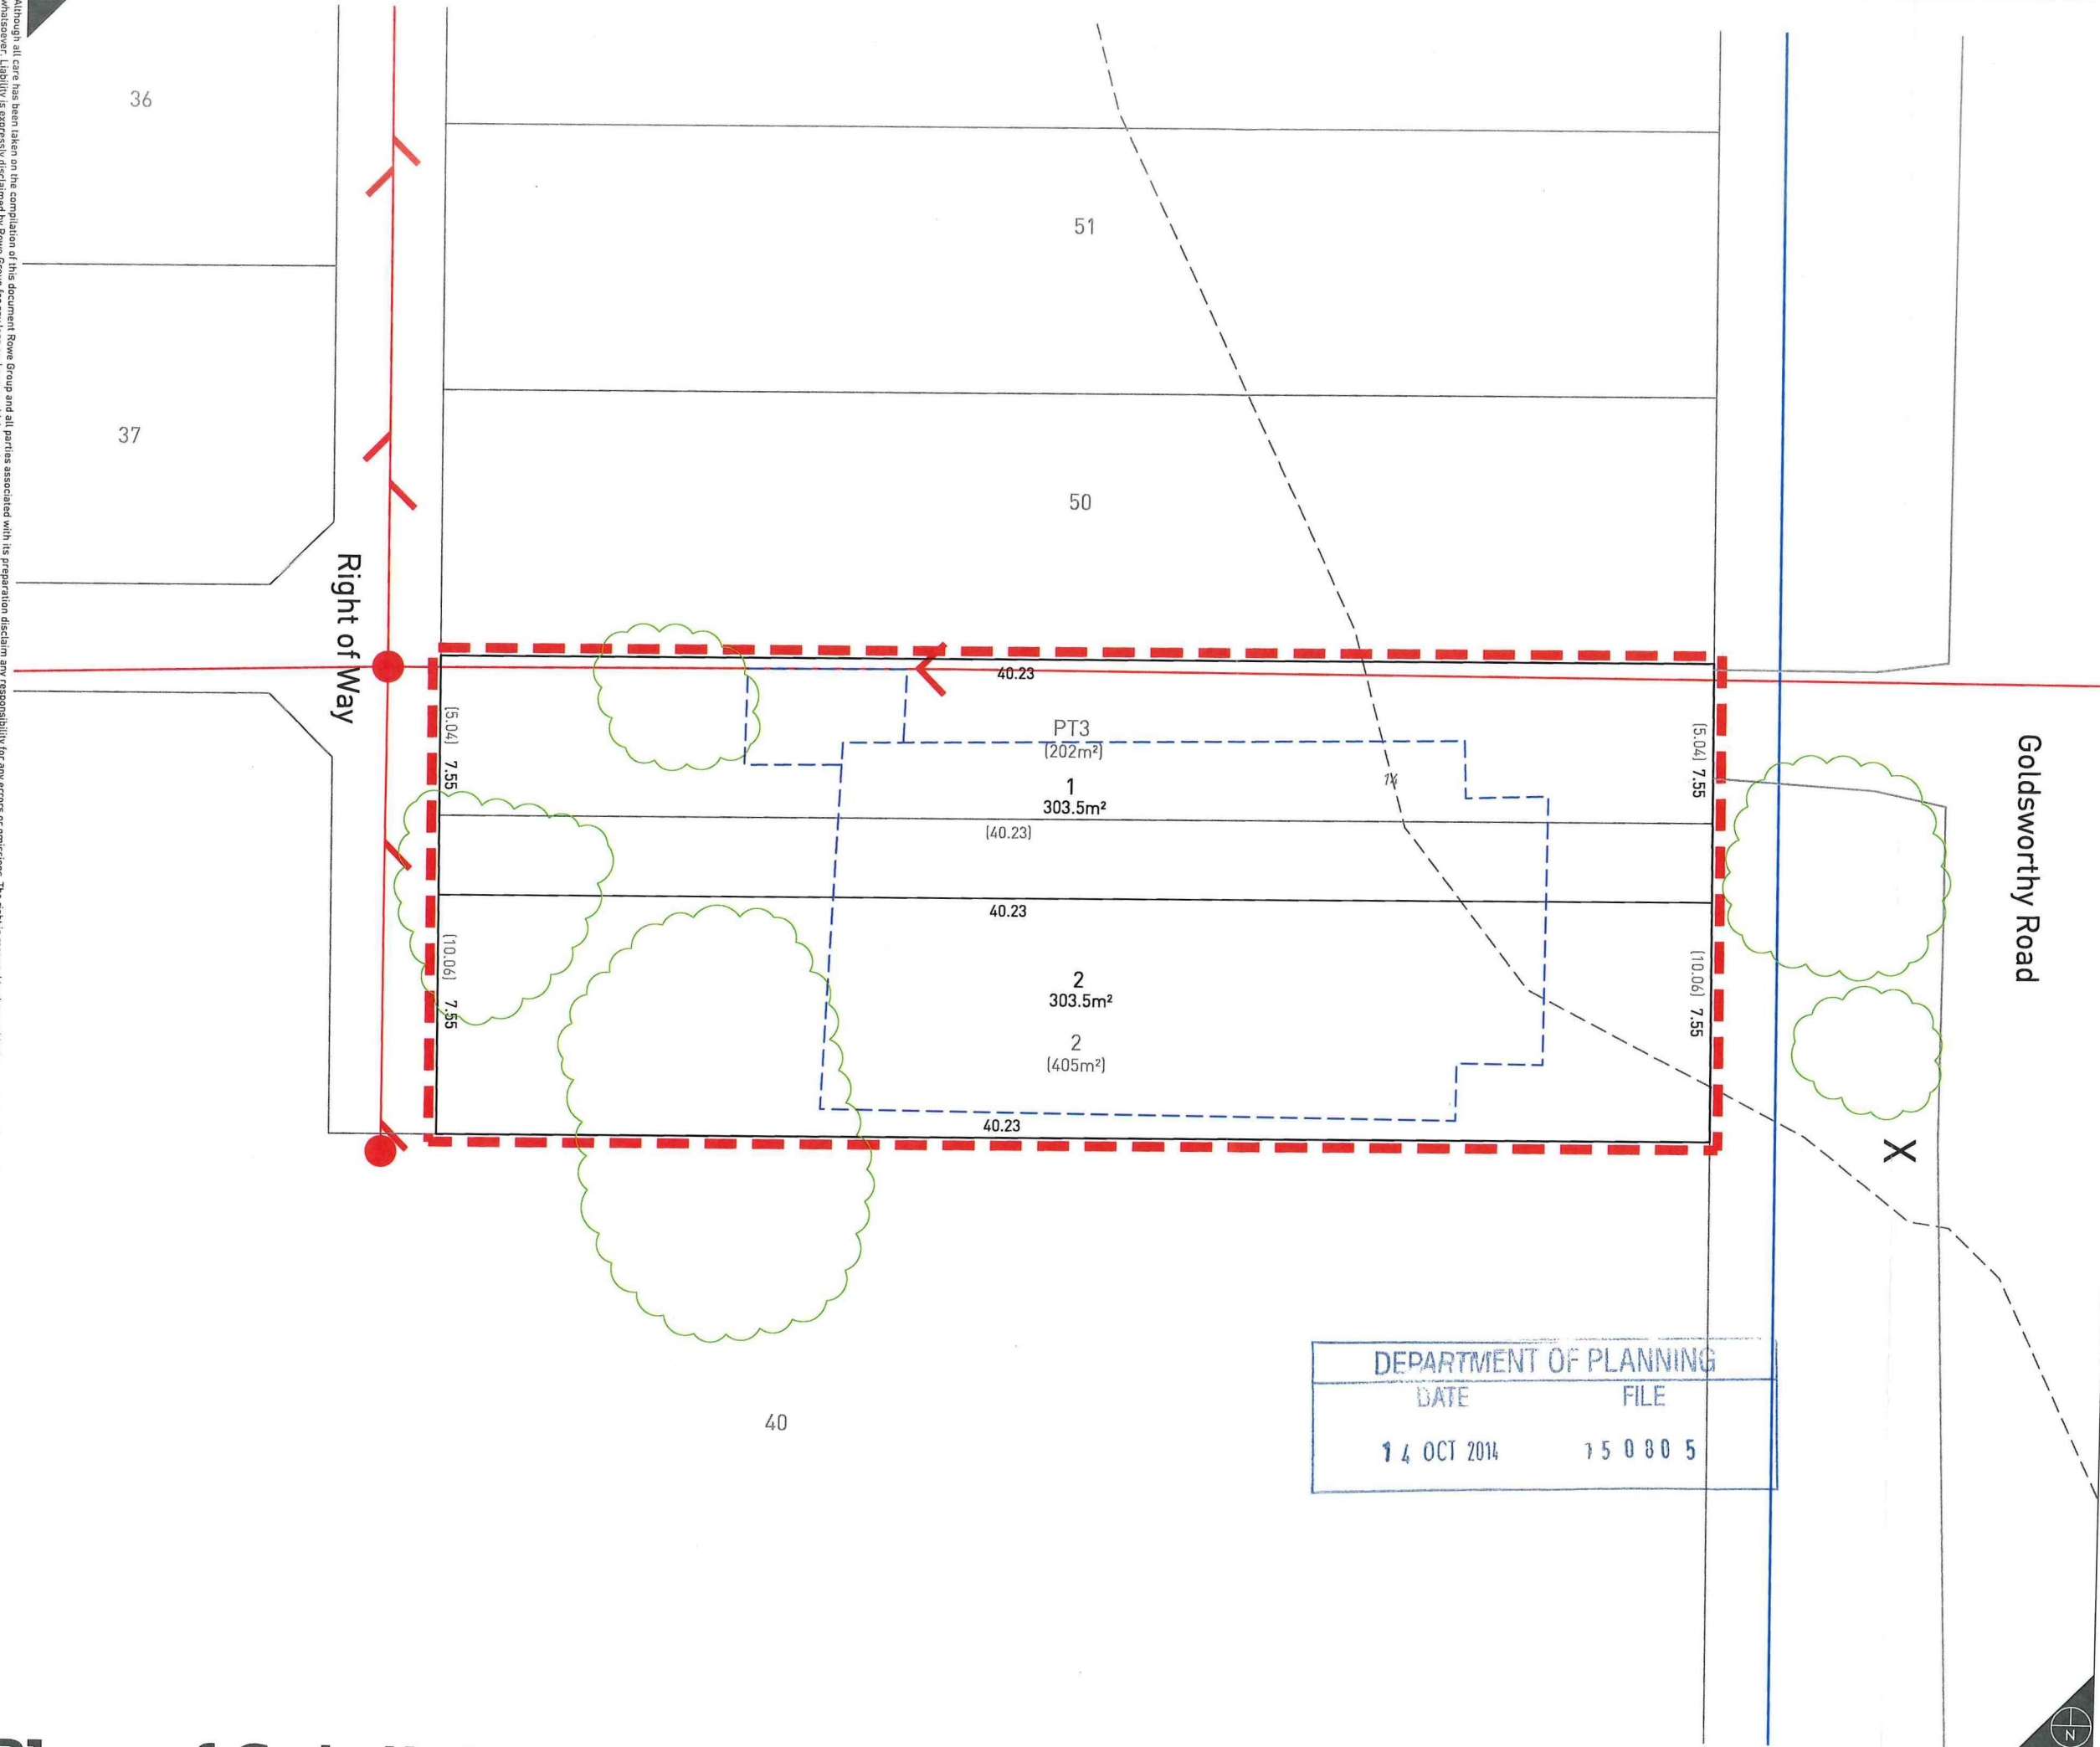 36
51
37
50
Right of Way
40.23
(5.04) 7.55
PT3
(202m²)
1
303.5m²
(40.23)
(5.04) 7.55
40.23
(10.06) 7.55
2
303.5m²
2
(405m²)
(10.06) 7.55
40.23
Goldsworthy Road
X
DEPARTMENT OF PLANNING
DATE FILE
14 OCT 2014 150805
40
N
Although all care has been taken on the compilation of this document Rowe Group and all parties associated with its preparation disclaim any responsibility for any errors or omissions.
whatsoever. Liability is expressly disclaimed by Rowe Group for